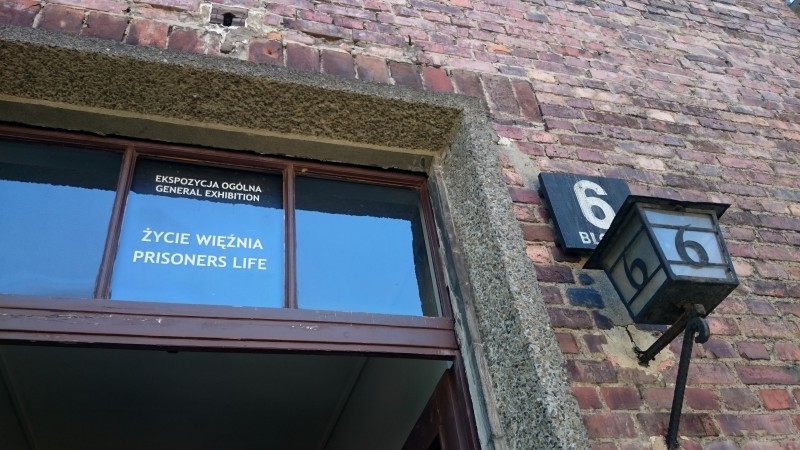 EKSPOZYCJA OGÓLNA
GENERAL EXHIBITION
ŻYCIE WIĘŹNIA
PRISONERS LIFE
6
6
6